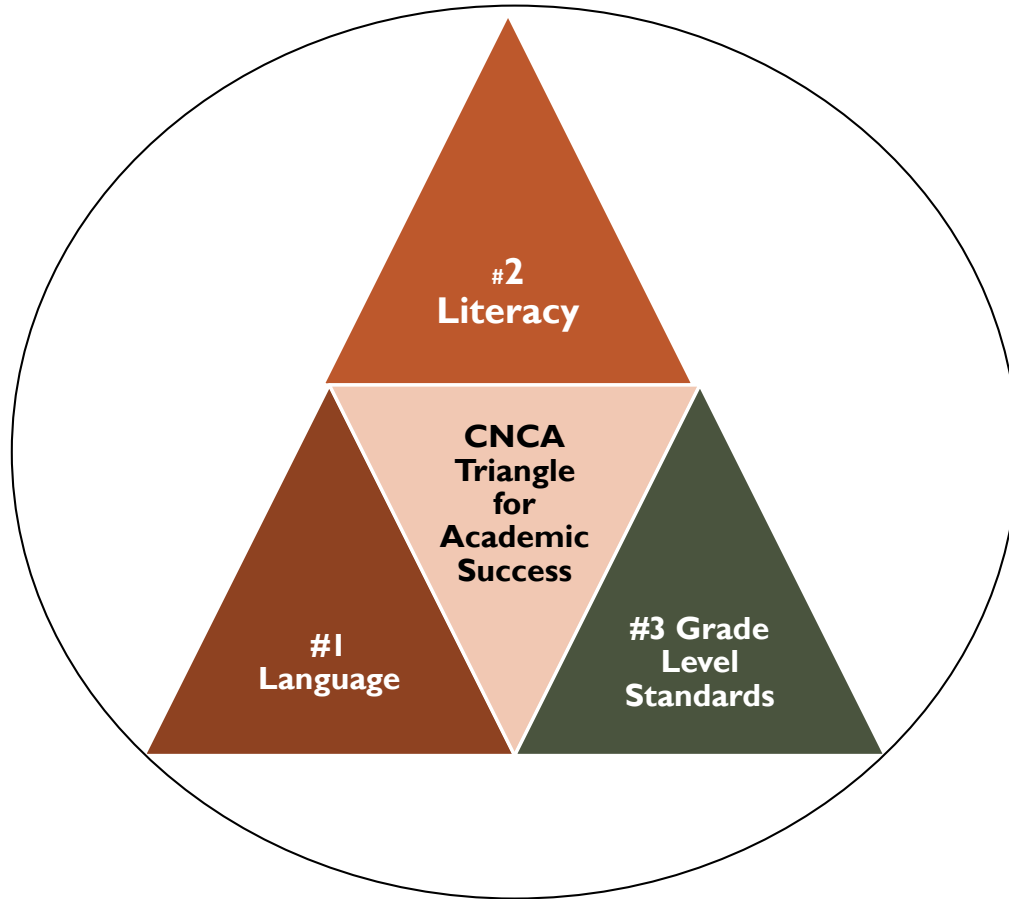 #2
Literacy
CNCA
Triangle
for
Academic
Success
#1
Language
#3 Grade
Level
Standards